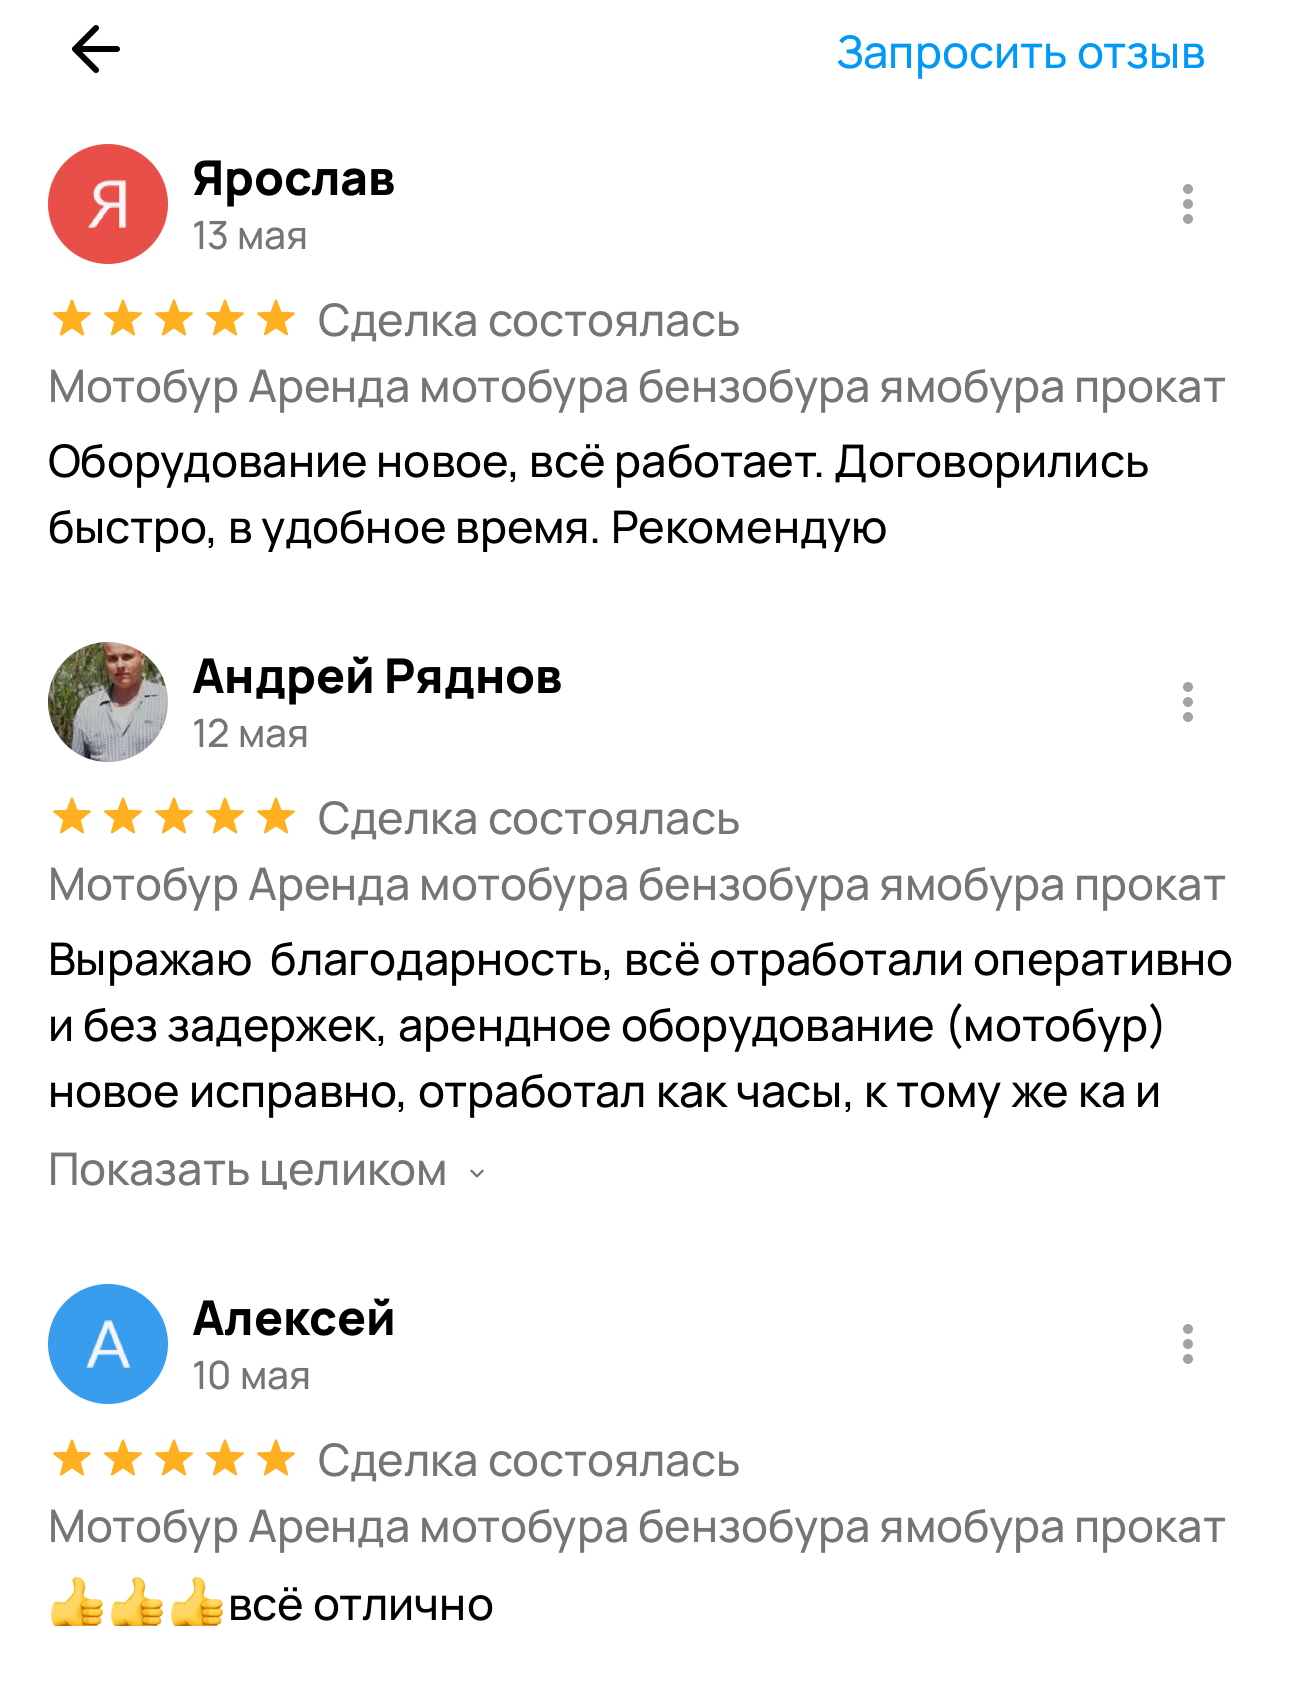 Запросить отзыв
Я
Ярослав
13 мая
Сделка состоялась
Мотобур Аренда мотобура бензобура ямобура прокат
Оборудование новое, всё работает. Договорились
быстро, в удобное время. Рекомендую
Андрей Ряднов
12 мая
Сделка состоялась
Мотобур Аренда мотобура бензобура ямобура прокат
Выражаю  благодарность, всё отработали оперативно
и без задержек, арендное оборудование (мотобур)
новое исправно, отработал как часы, к тому же ка и
Показать целиком
А
Алексей
10 мая
Сделка состоялась
Мотобур Аренда мотобура бензобура ямобура прокат
👍👍👍всё отлично